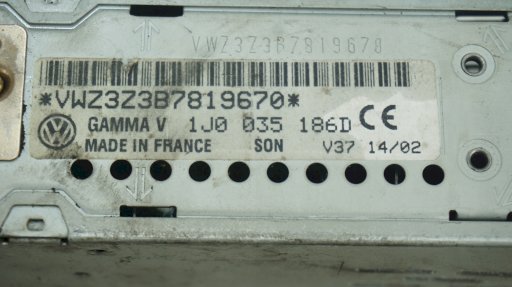 VWZ3Z3B7819678
*VWZ3Z3B7819670*
GAMMA V 1J0 035 186D CE
MADE IN FRANCE SON V37 14/02